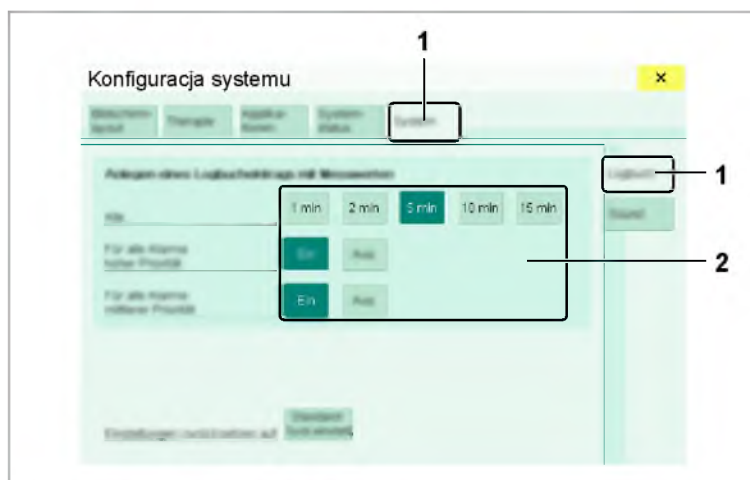 1
Konfiguracja systemu
×
Therapie
System
1
Anlegen eines Logbucheintrags mit Messwerten
Logbuch
Alle
1 min 2 min 5 min 10 min 15 min
Sound
Für alle Alarme
hoher Priorität
Ein Aus
2
Für alle Alarme
mittlerer Priorität
Ein Aus
Einstellungen zurücksetzen auf